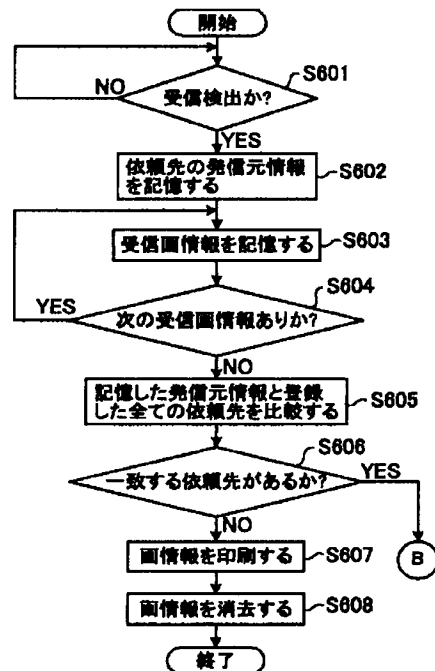 開始
S601
NO
受信検出か?
YES
依頼先の発信元情報
を記憶する
S602
受信画情報を記憶する
S603
S604
YES
次の受信画情報ありか?
NO
記憶した発信元情報と登録
した全ての依頼先を比較する
S605
S606
一致する依頼先があるか?
YES
NO
B
画情報を印刷する
S607
画情報を消去する
S608
終了